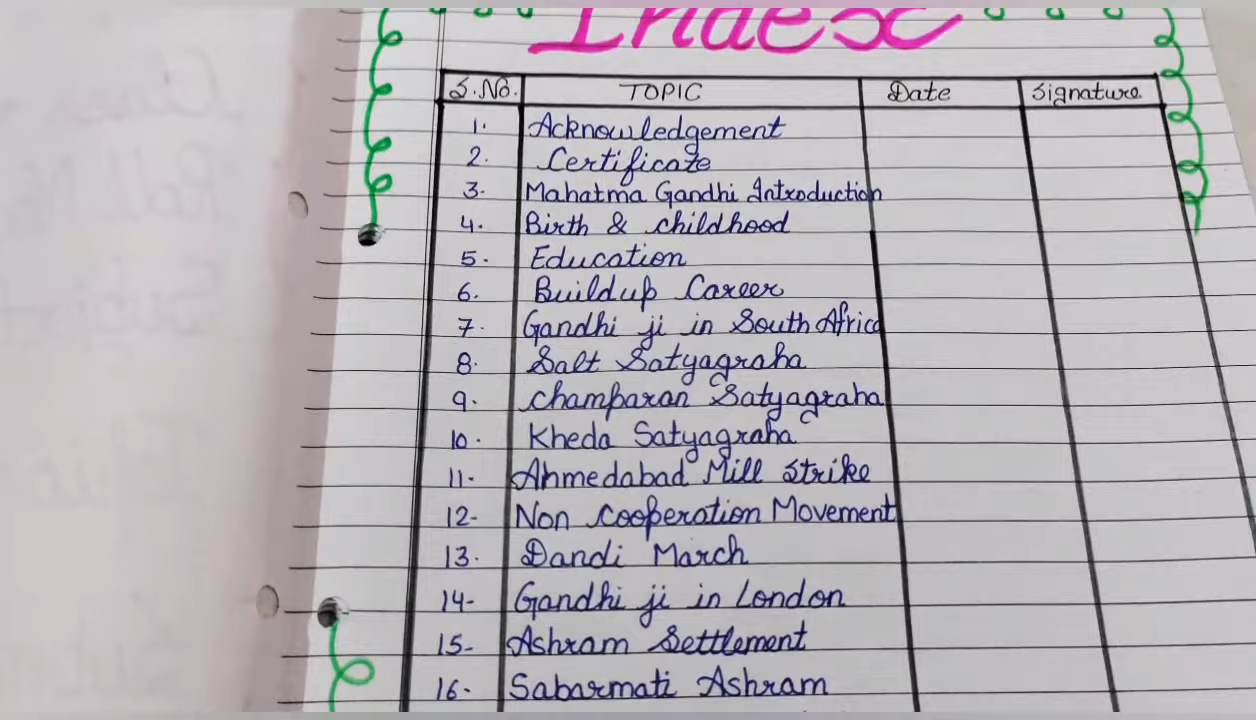 Index
S.No. TOPIC Date Signature
1. Acknowledgement
2. Certificate
3. Mahatma Gandhi Introduction
4. Birth & childhood
5. Education
6. Buildup Career
7. Gandhi ji in South Africa
8. Salt Satyagraha
9. Champaran Satyagraha
10. Kheda Satyagraha
11. Ahmedabad Mill Strike
12- Non Cooperation Movement
13. Dandi March
14- Gandhi ji in London
15- Ashram Settlement
16- Sabarmati Ashram